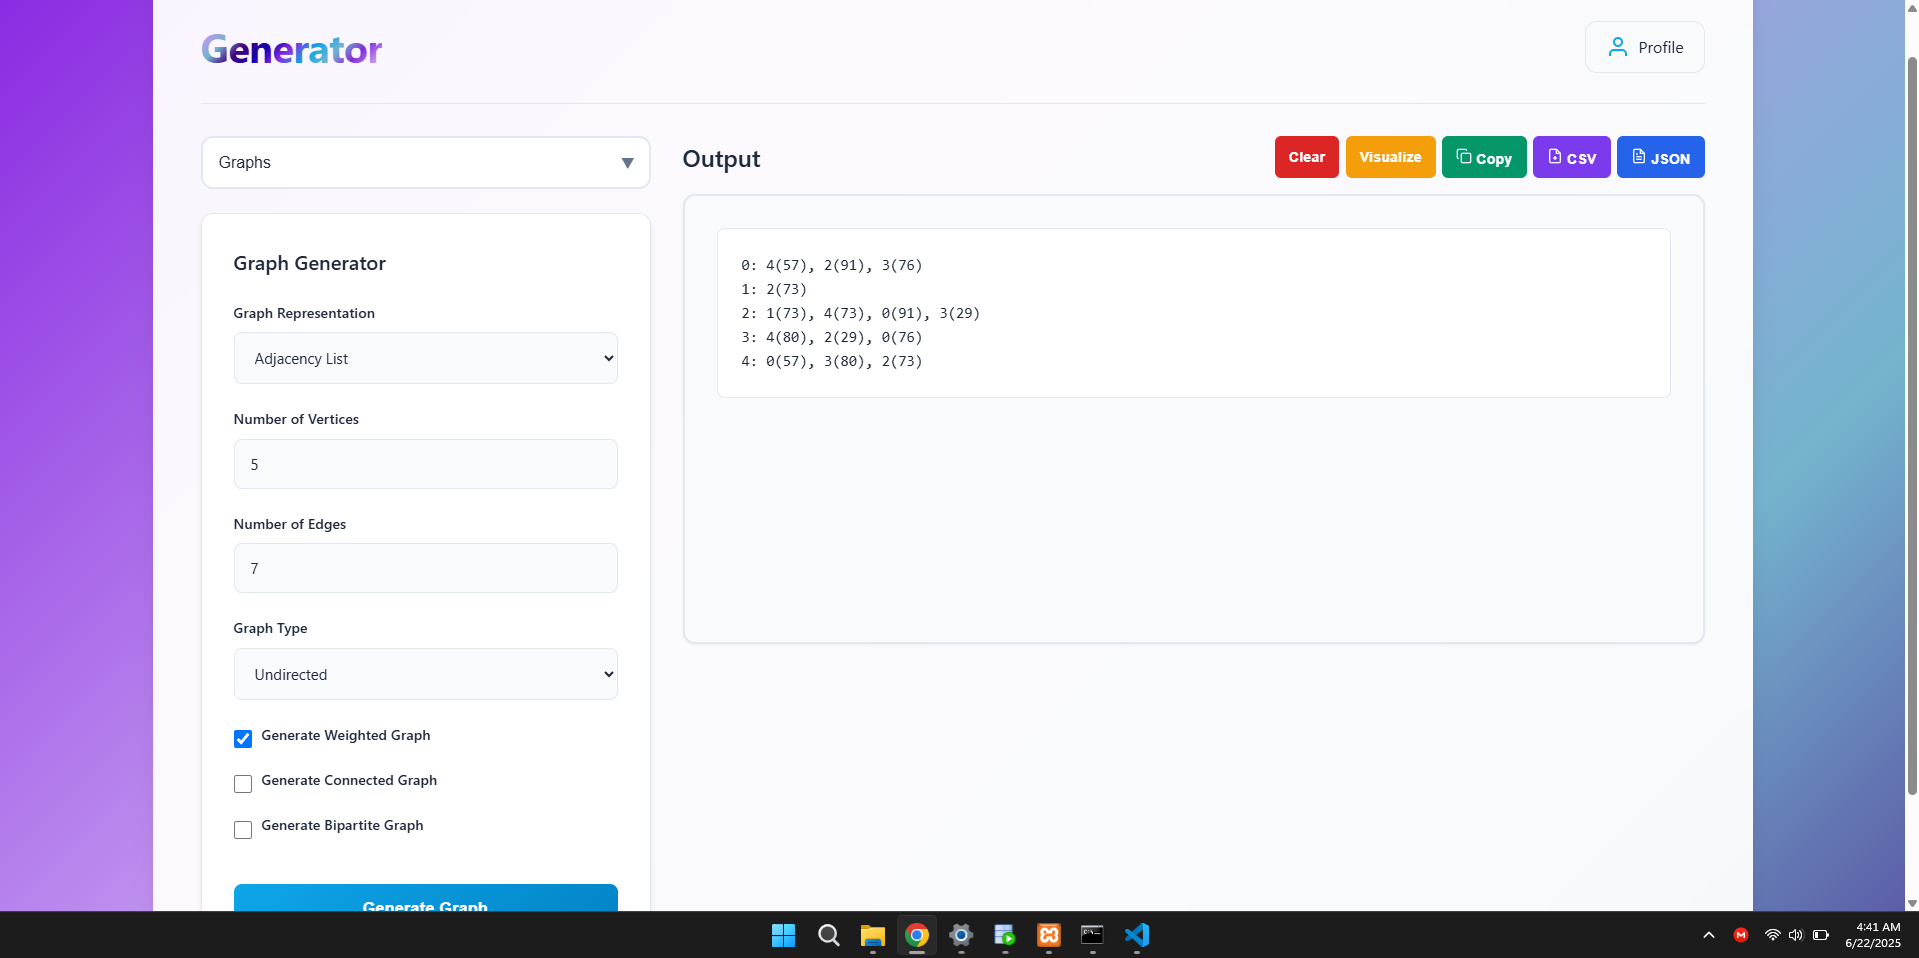 Generator
Profile
Graphs
Output
Clear
Visualize
Copy
CSV
JSON
Graph Generator
Graph Representation
Adjacency List
Number of Vertices
5
Number of Edges
7
Graph Type
Undirected
Generate Weighted Graph
Generate Connected Graph
Generate Bipartite Graph
Generate Graph
0: 4(57), 2(91), 3(76)
1: 2(73)
2: 1(73), 4(73), 0(91), 3(29)
3: 4(80), 2(29), 0(76)
4: 0(57), 3(80), 2(73)
4:41 AM
6/22/2025